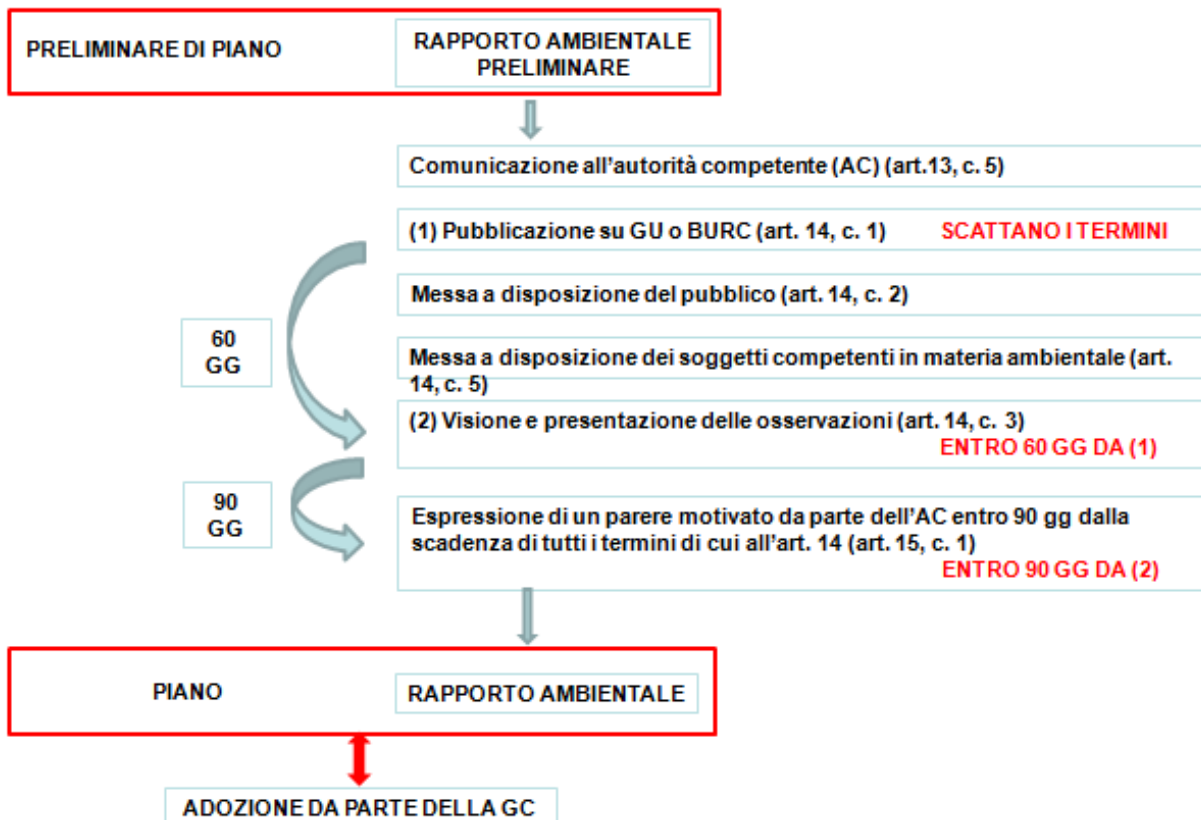 PRELIMINARE DI PIANO
RAPPORTO AMBIENTALE
PRELIMINARE
Comunicazione all'autorità competente (AC) (art.13, c. 5)
(1) Pubblicazione su GU o BURC (art. 14, c. 1) SCATTANO I TERMINI
Messa a disposizione del pubblico (art. 14, c. 2)
60
GG
Messa a disposizione dei soggetti competenti in materia ambientale (art.
14, c. 5)
(2) Visione e presentazione delle osservazioni (art. 14, c. 3)
ENTRO 60 GG DA (1)
90
GG
Espressione di un parere motivato da parte dell'AC entro 90 gg dalla
scadenza di tutti i termini di cui all'art. 14 (art. 15, c. 1)
ENTRO 90 GG DA (2)
PIANO
RAPPORTO AMBIENTALE
ADOZIONE DA PARTE DELLA GC